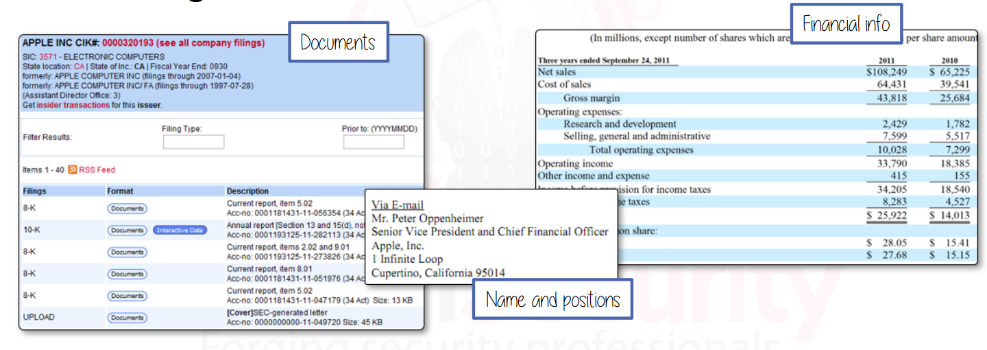 Documents
APPLE INC CIK#: 0000320193 (see all company filings)
SIC: 3571 - ELECTRONIC COMPUTERS
State location: CA | State of Inc.: CA | Fiscal Year End: 0930
formerly: APPLE COMPUTER INC (filings through 2007-01-04)
formerly: APPLE COMPUTER INC/ FA (filings through 1997-07-28)
(Assistant Director Office: 3)
Get insider transactions for this issuer.
Filter Results:
Filing Type:
Prior to: (YYYYMMDD)
Items 1 - 40 RSS Feed
Filings Format Description
8-K Documents Current report, item 5.02
Acc-no: 0001181431-11-056354 (34 Act)
10-K Documents Interactive Data Annual report [Section 13 and 15(d), not
Acc-no: 0001193125-11-282113 (34 Act)
8-K Documents Current report, items 2.02 and 9.01
Acc-no: 0001193125-11-273826 (34 Act)
8-K Documents Current report, item 8.01
Acc-no: 0001181431-11-051976 (34 Act)
8-K Documents Current report, item 5.02
Acc-no: 0001181431-11-047179 (34 Act) Size: 13 KB
UPLOAD Documents [Cover]SEC-generated letter
Acc-no: 0000000000-11-049720 Size: 45 KB
Via E-mail
Mr. Peter Oppenheimer
Senior Vice President and Chief Financial Officer
Apple, Inc.
1 Infinite Loop
Cupertino, California 95014
Name and positions
Financial info
(In millions, except number of shares which are per share amount
Three years ended September 24, 2011 2011 2010
Net sales $108,249 $ 65,225
Cost of sales 64,431 39,541
Gross margin 43,818 25,684
Operating expenses:
Research and development 2,429 1,782
Selling, general and administrative 7,599 5,517
Total operating expenses 10,028 7,299
Operating income 33,790 18,385
Other income and expense 415 155
Income before provision for income taxes 34,205 18,540
taxes 8,283 4,527
$ 25,922 $ 14,013
share:
$ 28.05 $ 15.41
$ 27.68 $ 15.15
Forging security professionals